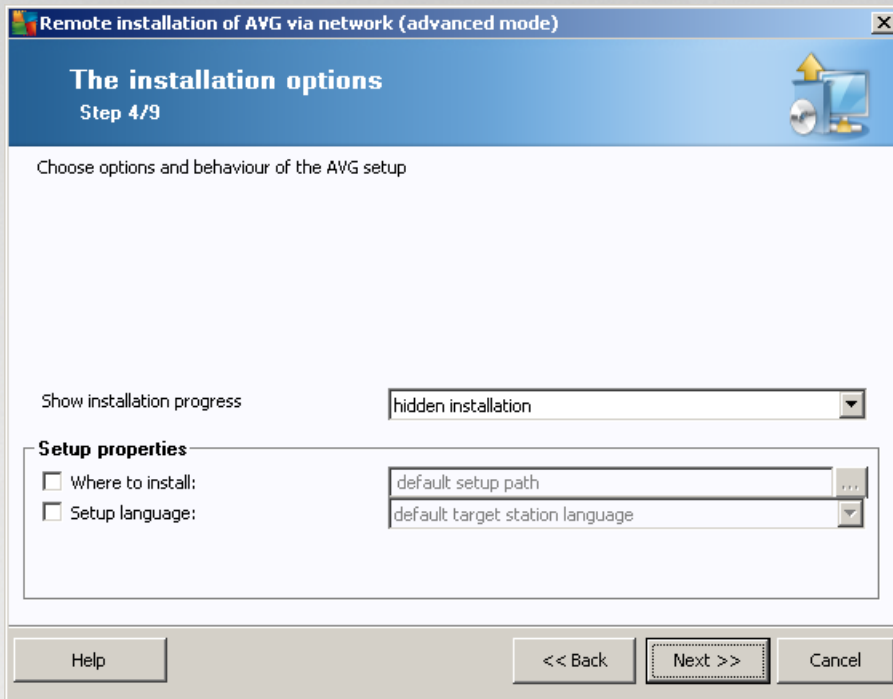 Remote installation of AVG via network (advanced mode)
The installation options
Step 4/9
Choose options and behaviour of the AVG setup
Show installation progress
hidden installation
Setup properties
Where to install:
default setup path
...
Setup language:
default target station language
Help
<< Back
Next >>
Cancel